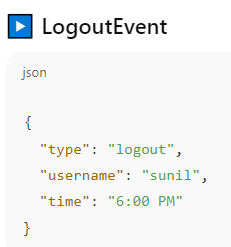 ▶️ LogoutEvent
json
{
  "type": "logout",
  "username": "sunil",
  "time": "6:00 PM"
}